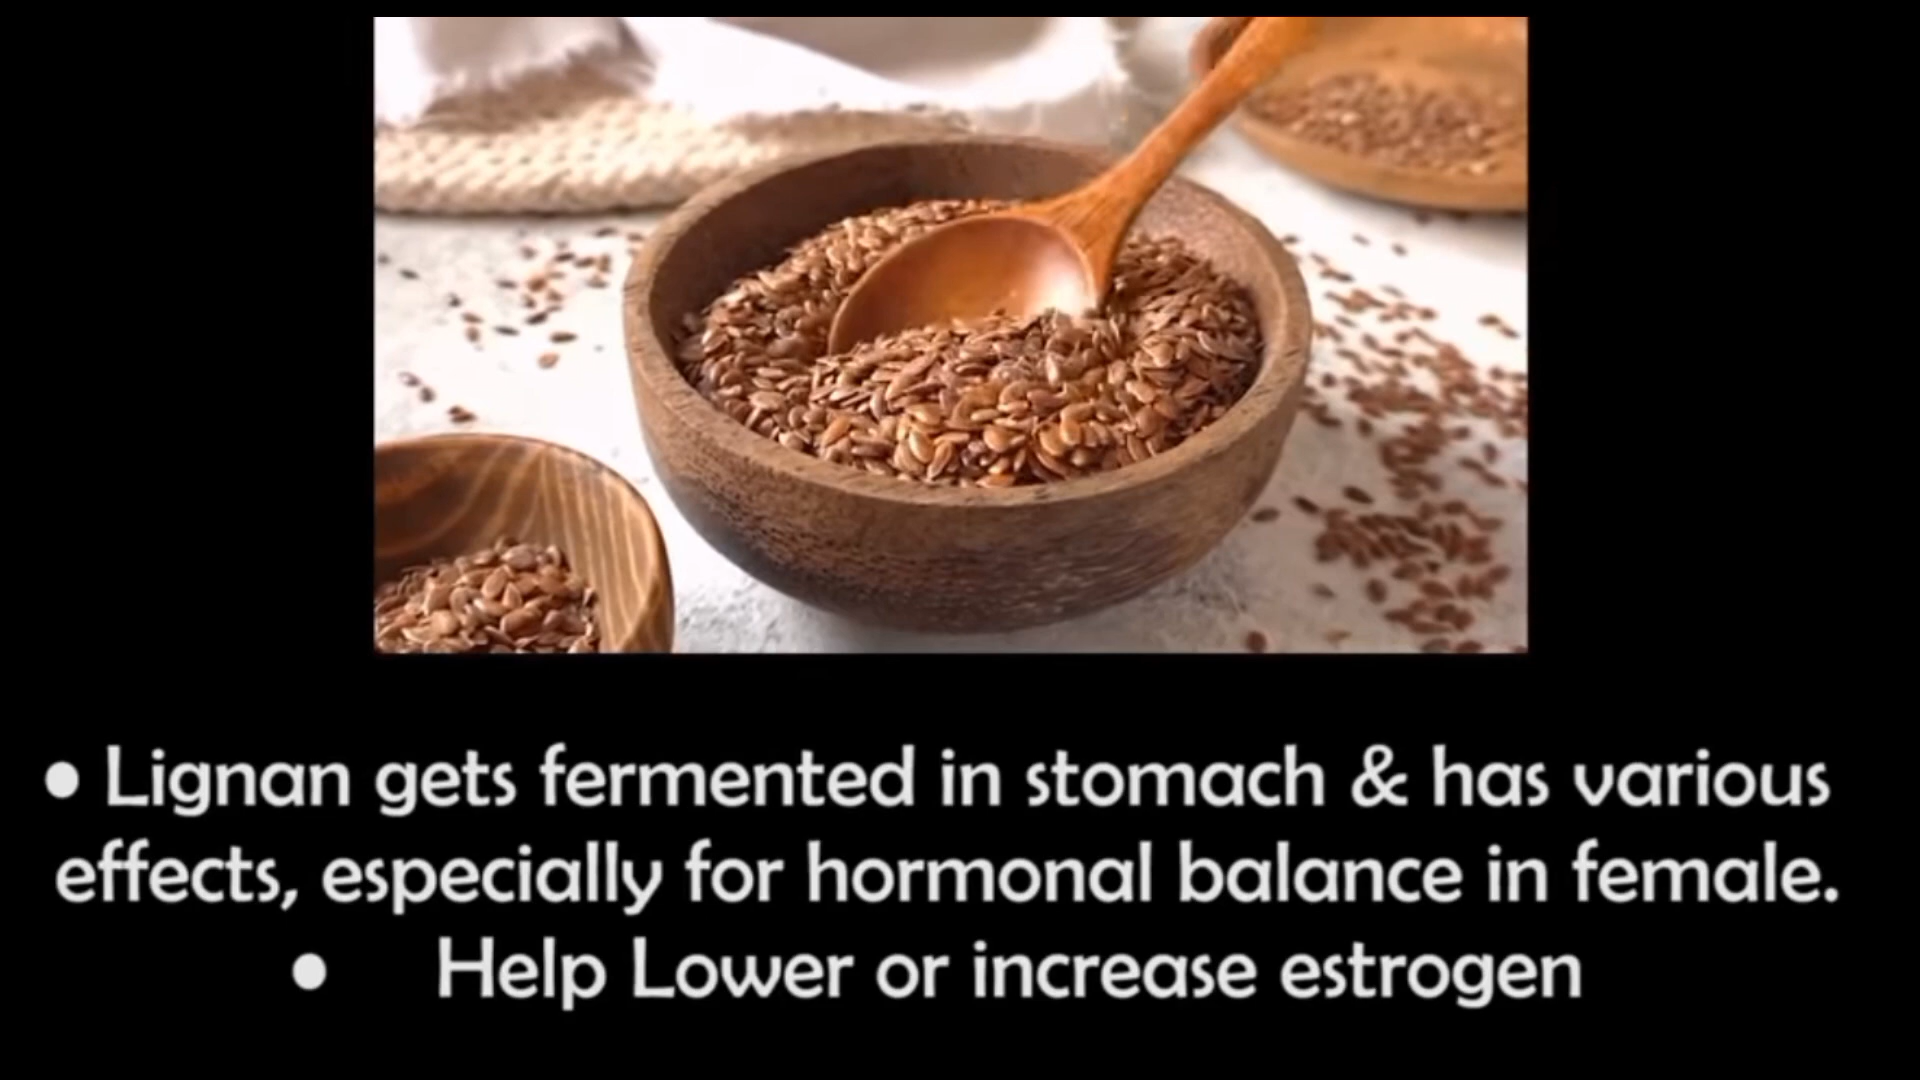 ● Lignan gets fermented in stomach & has various
effects, especially for hormonal balance in female.
● Help Lower or increase estrogen